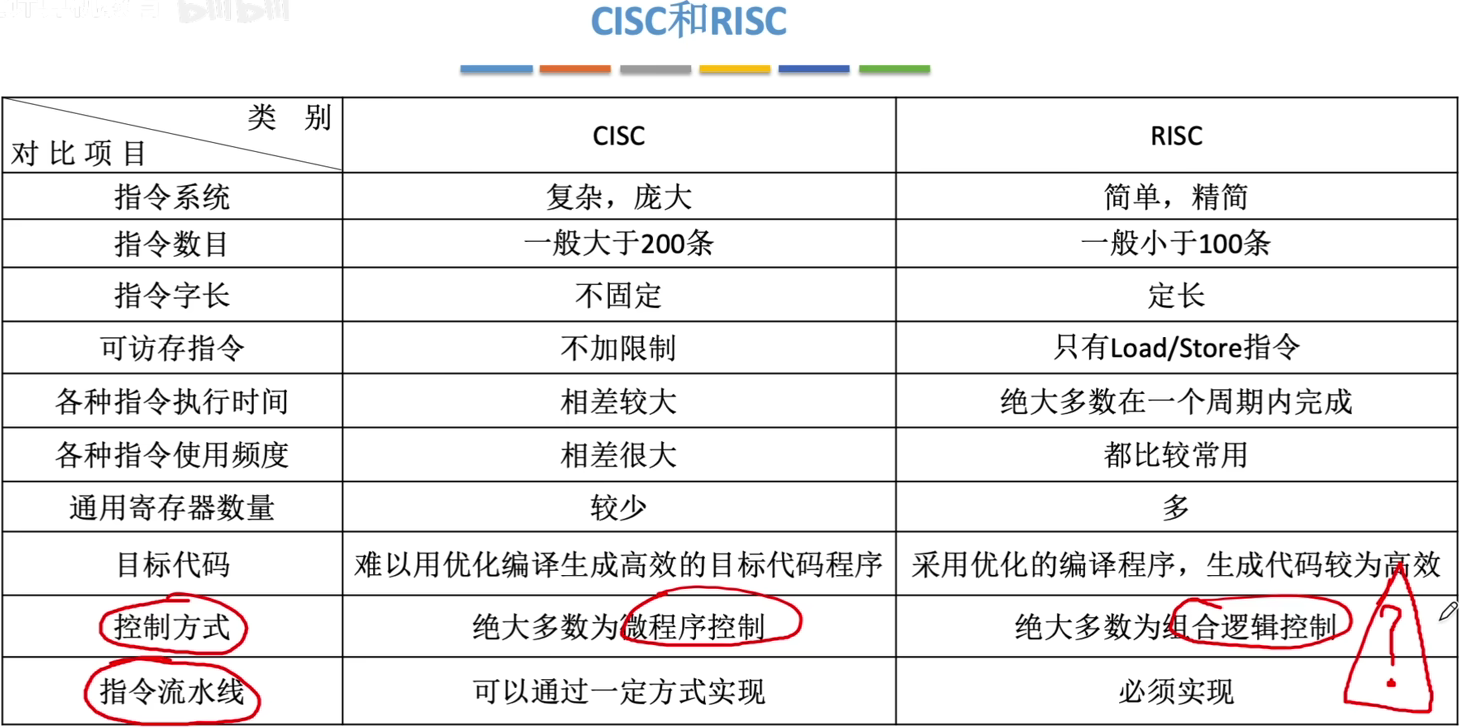 bilibili
CISC和RISC
类 别
对 比 项 目
CISC
RISC
指令系统
复杂，庞大
简单，精简
指令数目
一般大于200条
一般小于100条
指令字长
不固定
定长
可访存指令
不加限制
只有Load/Store指令
各种指令执行时间
相差较大
绝大多数在一个周期内完成
各种指令使用频度
相差很大
都比较常用
通用寄存器数量
较少
多
目标代码
难以用优化编译生成高效的目标代码程序
采用优化的编译程序，生成代码较为高效
控制方式
绝大多数为微程序控制
绝大多数为组合逻辑控制
指令流水线
可以通过一定方式实现
必须实现
?